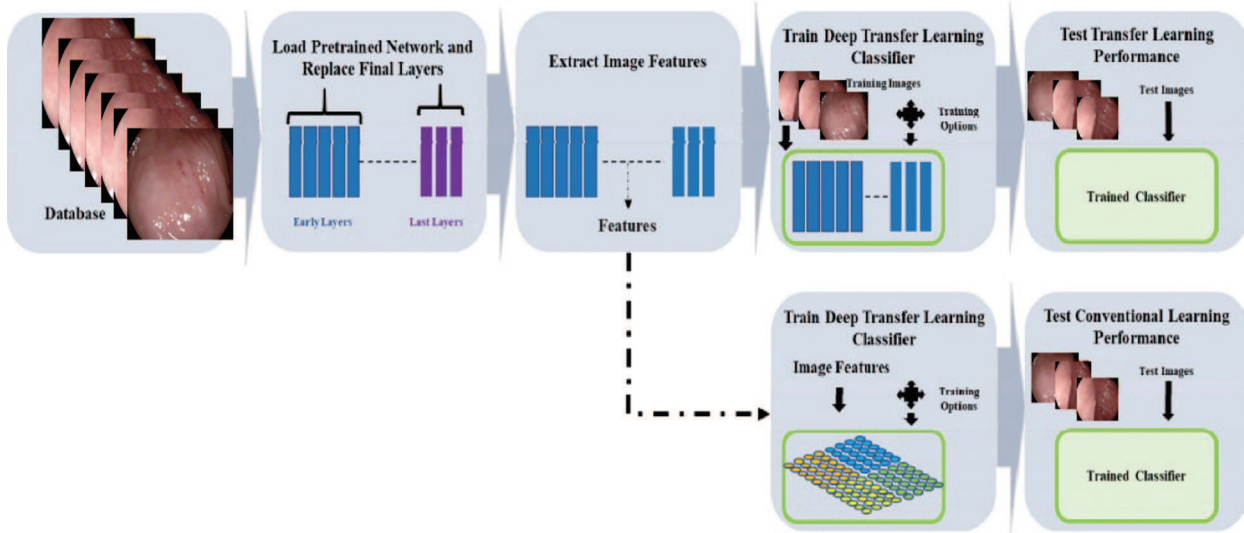 Database
Load Pretrained Network and
Replace Final Layers
Early Layers
Last Layers
Extract Image Features
Features
Train Deep Transfer Learning
Classifier
Training Images
Training
Options
Test Transfer Learning
Performance
Test Images
Trained Classifier
Train Deep Transfer Learning
Classifier
Image Features
Training
Options
Test Conventional Learning
Performance
Test Images
Trained Classifier